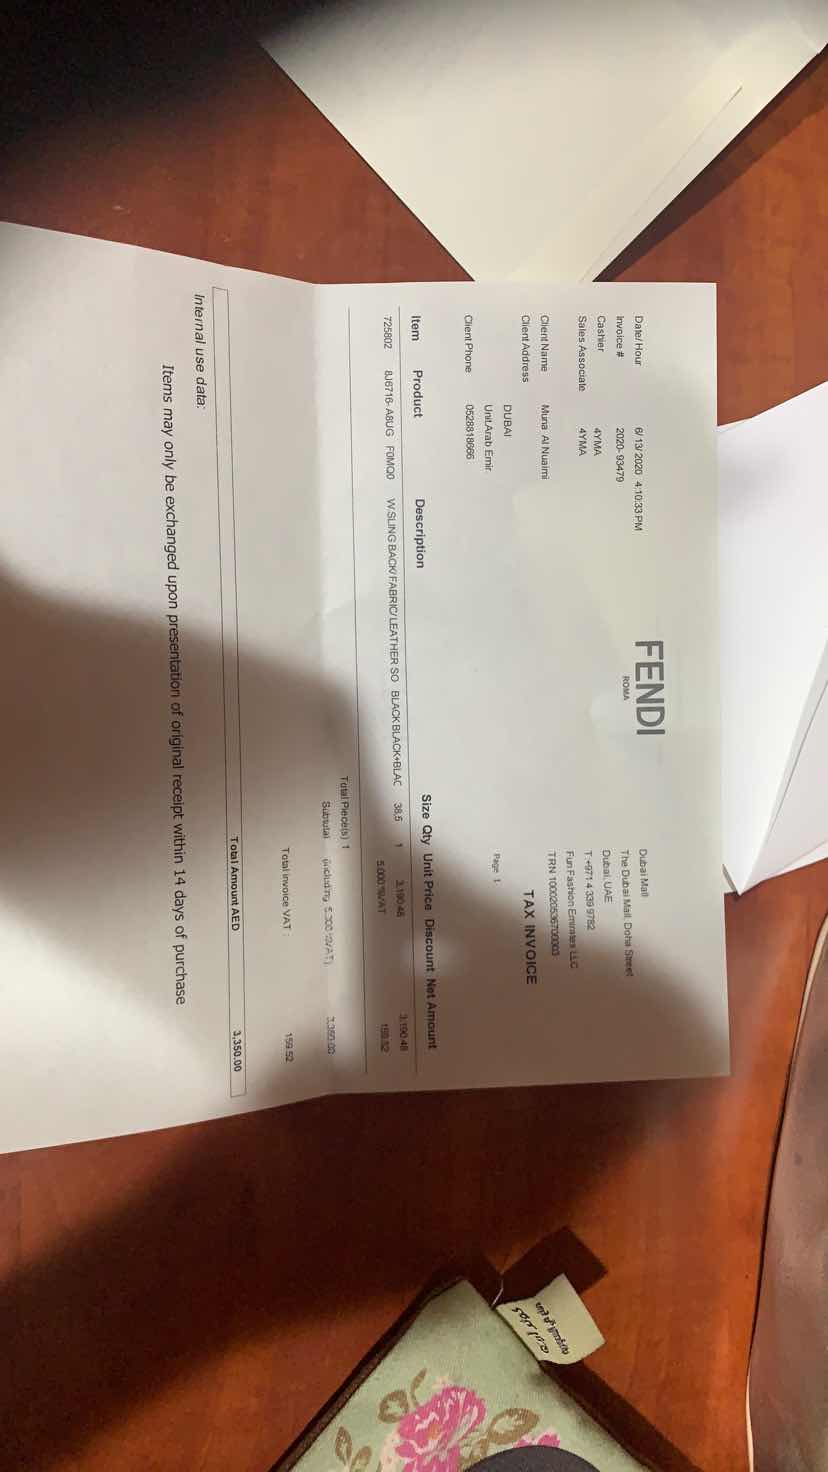 FENDI
ROMA
Date/Hour 6/13/2020 4:10:33 PM
Invoice # 2020-93479
Cashier 4YMA
Sales Associate 4YMA
Client Name Muna Al Nuaimi
Client Address
DUBAI
Unit.Arab Emir.
Client Phone 0528818666
Dubai Mall
The Dubai Mall, Doha Street
Dubai, UAE
T +971 4 339 9782
Fun Fashion Emirates LLC
TRN 100020536700003
TAX INVOICE
Page 1
Item Product Description Size Qty Unit Price Discount Net Amount
725802 8J6716- A8UG F0MQ0 W.SLING BACK/ FABRIC/ LEATHER SO BLACK BLACK+BLAC 38,5 1 3,190.48 3,190.48
5.000 %VAT 159.52
Total Piece(s) 1
Subtotal (including 5.000 %VAT) 3,350.00
Total invoice VAT : 159.52
Total Amount AED 3,350.00
Internal use data:
Items may only be exchanged upon presentation of original receipt within 14 days of purchase